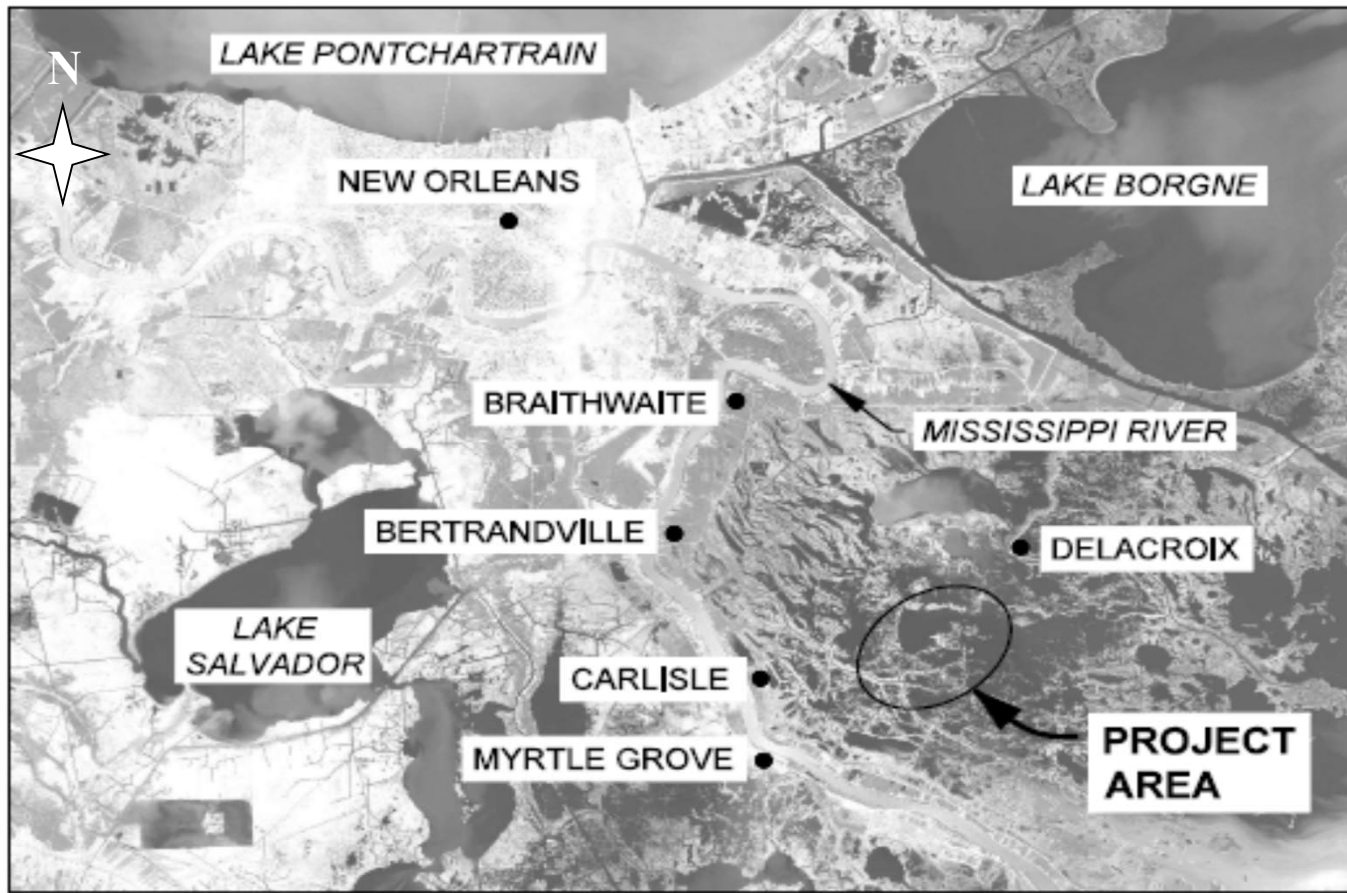 LAKE PONTCHARTRAIN
N
NEW ORLEANS
LAKE BORGNE
BRAITHWAITE
MISSISSIPPI RIVER
BERTRANDVILLE
DELACROIX
LAKE
SALVADOR
CARLISLE
PROJECT
AREA
MYRTLE GROVE